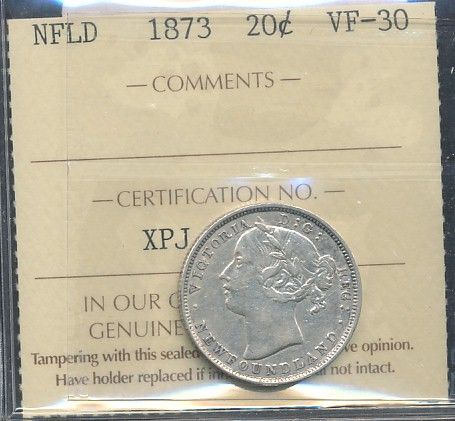 NFLD 1873 20¢ VF-30
— COMMENTS —
— CERTIFICATION NO. —
XPJ
VICTORIA D:G: REG:
NEWFOUNDLAND
IN OUR
GENUINE
Tampering with this sealed opinion.
Have holder replaced if not intact.